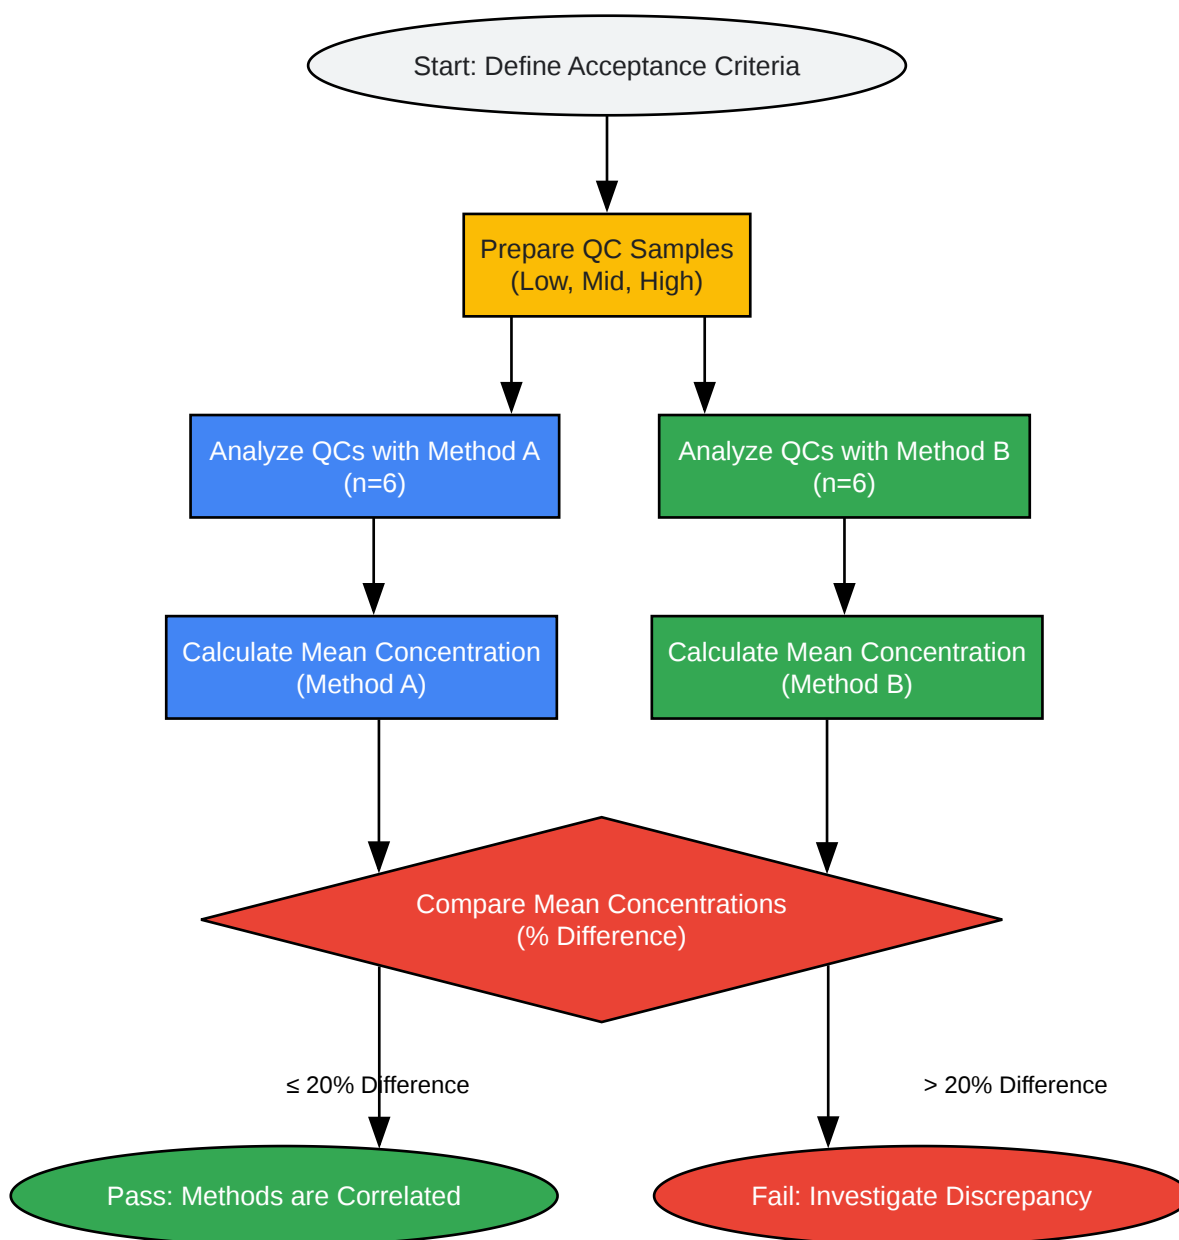 Start: Define Acceptance Criteria
Prepare QC Samples
(Low, Mid, High)
Analyze QCs with Method A
(n=6)
Analyze QCs with Method B
(n=6)
Calculate Mean Concentration
(Method A)
Calculate Mean Concentration
(Method B)
Compare Mean Concentrations
(% Difference)
≤ 20% Difference
> 20% Difference
Pass: Methods are Correlated
Fail: Investigate Discrepancy